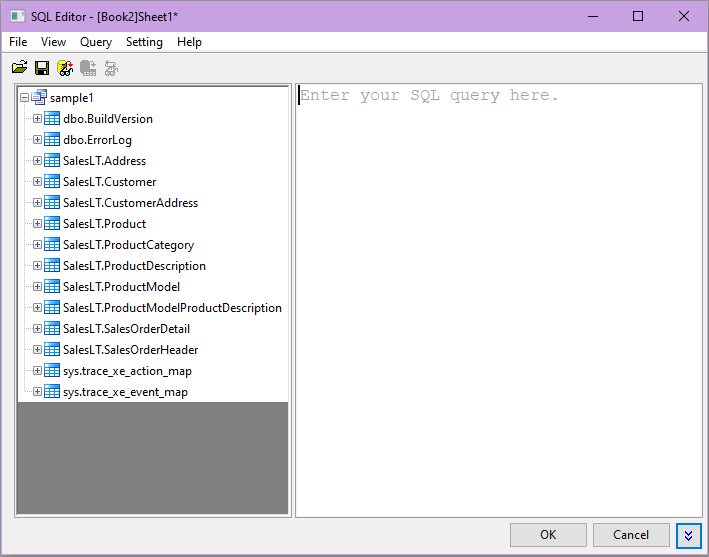 SQL Editor - [Book2]Sheet1*
File View Query Setting Help
sample1
Enter your SQL query here.
dbo.BuildVersion
dbo.ErrorLog
SalesLT.Address
SalesLT.Customer
SalesLT.CustomerAddress
SalesLT.Product
SalesLT.ProductCategory
SalesLT.ProductDescription
SalesLT.ProductModel
SalesLT.ProductModelProductDescription
SalesLT.SalesOrderDetail
SalesLT.SalesOrderHeader
sys.trace_xe_action_map
sys.trace_xe_event_map
OK Cancel